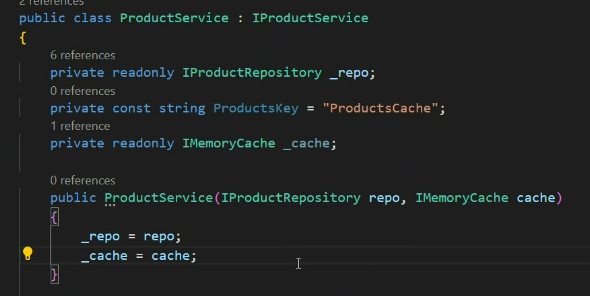 2 references
public class ProductService : IProductService
{
6 references
private readonly IProductRepository _repo;
0 references
private const string ProductsKey = "ProductsCache";
1 reference
private readonly IMemoryCache _cache;
0 references
public ProductService(IProductRepository repo, IMemoryCache cache)
{
_repo = repo;
_cache = cache;
}